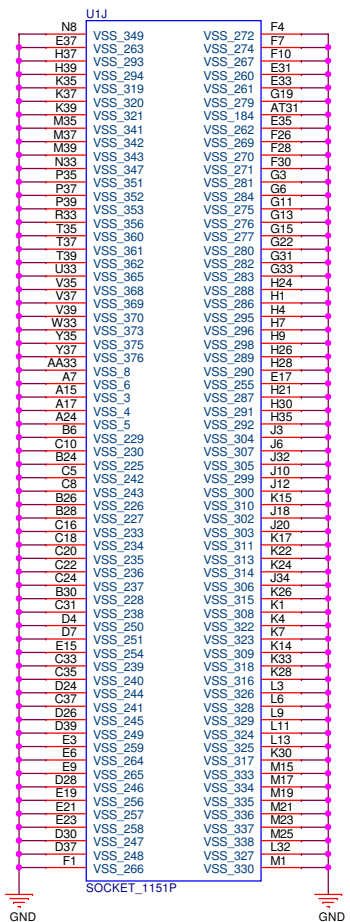 U1J
N8 VSS_349 VSS_272 F4
E37 VSS_263 VSS_274 F7
H37 VSS_293 VSS_267 F10
H39 VSS_294 VSS_260 E31
K35 VSS_319 VSS_261 E33
K37 VSS_320 VSS_279 G19
K39 VSS_321 VSS_184 AT31
M35 VSS_341 VSS_262 E35
M37 VSS_342 VSS_269 F26
M39 VSS_343 VSS_270 F28
N33 VSS_347 VSS_271 F30
P35 VSS_351 VSS_281 G3
P37 VSS_352 VSS_284 G6
P39 VSS_353 VSS_275 G11
R33 VSS_356 VSS_276 G13
T35 VSS_360 VSS_277 G15
T37 VSS_361 VSS_280 G22
T39 VSS_362 VSS_282 G31
U33 VSS_365 VSS_283 G33
V35 VSS_368 VSS_288 H24
V37 VSS_369 VSS_286 H1
V39 VSS_370 VSS_295 H4
W33 VSS_373 VSS_296 H7
Y35 VSS_375 VSS_298 H9
Y37 VSS_376 VSS_289 H26
AA33 VSS_8 VSS_290 H28
A7 VSS_6 VSS_255 E17
A15 VSS_3 VSS_287 H21
A17 VSS_4 VSS_291 H30
A24 VSS_5 VSS_292 H35
B6 VSS_229 VSS_304 J3
C10 VSS_230 VSS_307 J6
B24 VSS_225 VSS_305 J32
C5 VSS_242 VSS_299 J10
C8 VSS_243 VSS_300 J12
B26 VSS_226 VSS_310 K15
B28 VSS_227 VSS_302 J18
C16 VSS_233 VSS_303 J20
C18 VSS_234 VSS_311 K17
C20 VSS_235 VSS_313 K22
C22 VSS_236 VSS_314 K24
C24 VSS_237 VSS_306 J34
B30 VSS_228 VSS_315 K26
C31 VSS_238 VSS_308 K1
D4 VSS_250 VSS_322 K4
D7 VSS_251 VSS_323 K7
E15 VSS_254 VSS_309 K14
C33 VSS_239 VSS_318 K33
C35 VSS_240 VSS_316 K28
D24 VSS_244 VSS_326 L3
C37 VSS_241 VSS_328 L6
D26 VSS_245 VSS_329 L9
D39 VSS_249 VSS_324 L11
E3 VSS_259 VSS_325 L13
E6 VSS_264 VSS_317 K30
E9 VSS_265 VSS_333 M15
D28 VSS_246 VSS_334 M17
E19 VSS_256 VSS_335 M19
E21 VSS_257 VSS_336 M21
E23 VSS_258 VSS_337 M23
D30 VSS_247 VSS_338 M25
D37 VSS_248 VSS_327 L32
F1 VSS_266 VSS_330 M1
SOCKET_1151P
GND GND